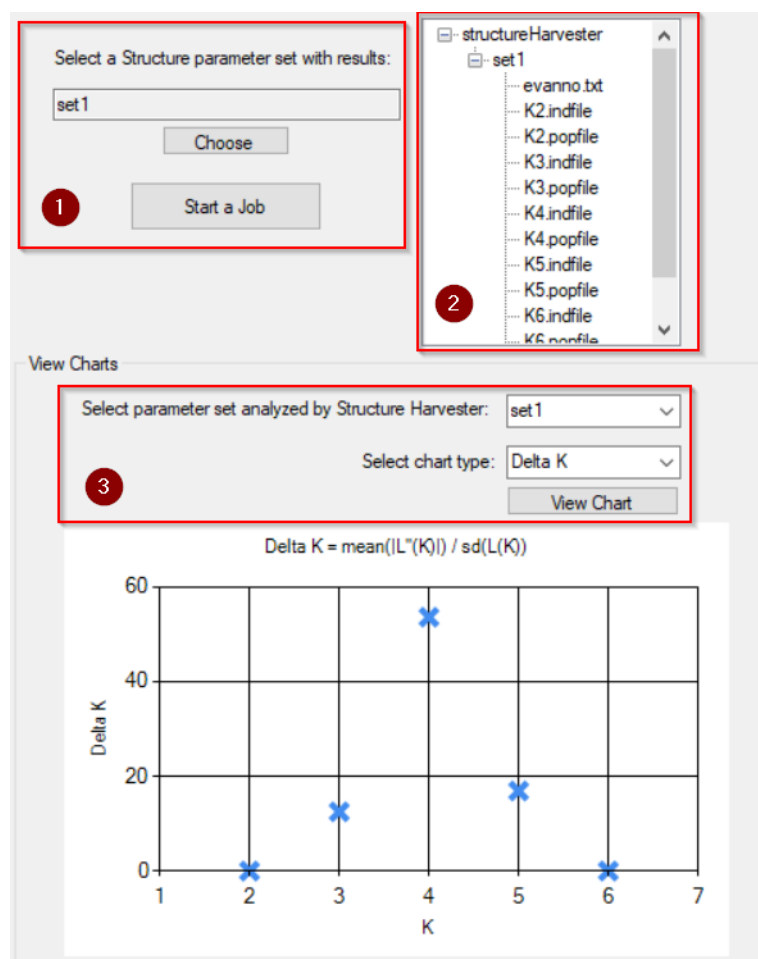 Select a Structure parameter set with results:
set1
Choose
1
Start a Job
structureHarvester
set1
evanno.txt
K2.indfile
K2.popfile
K3.indfile
K3.popfile
K4.indfile
K4.popfile
K5.indfile
K5.popfile
2
K6.indfile
K6.popfile
View Charts
Select parameter set analyzed by Structure Harvester:
set1
Select chart type:
Delta K
3
View Chart
Delta K = mean(|L"(K)|) / sd(L(K))
60
40
20
0
Delta K
1 2 3 4 5 6 7
K